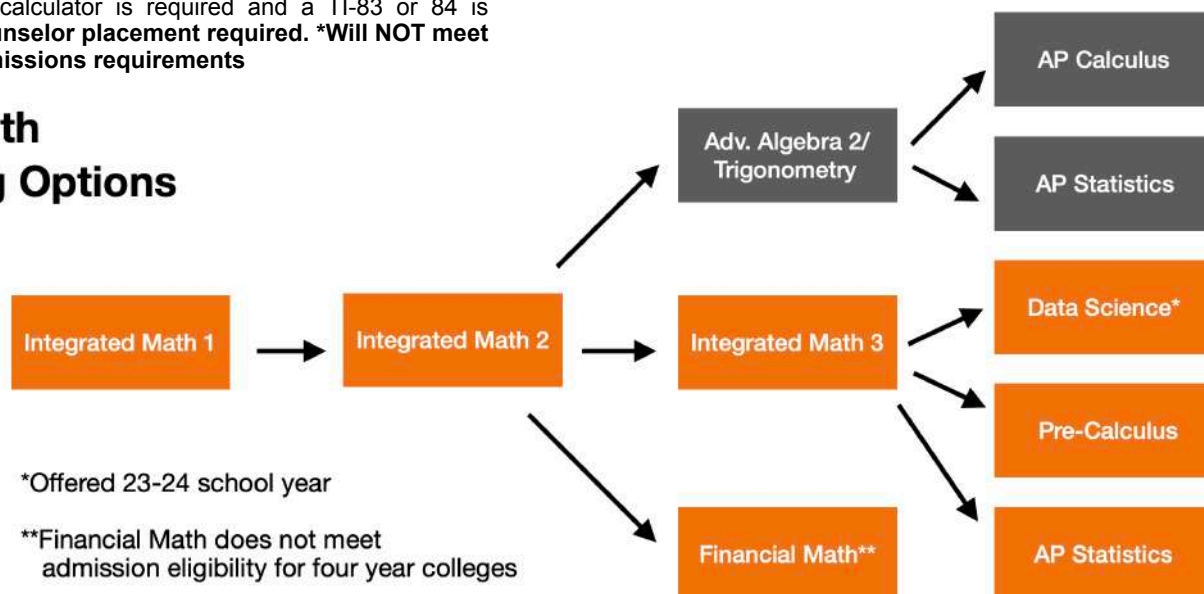 calculator is required and a TI-83 or 84 is
placement required. *Will NOT meet
requirements
Options
AP Calculus
Adv. Algebra 2/
Trigonometry
AP Statistics
Data Science*
Integrated Math 1
Integrated Math 2
Integrated Math 3
Pre-Calculus
*Offered 23-24 school year
**Financial Math does not meet
admission eligibility for four year colleges
Financial Math**
AP Statistics